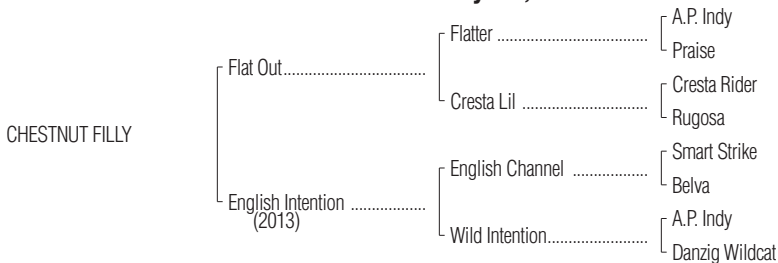 A.P. Indy
Flatter ..........................................
Praise
Flat Out...................................
Cresta Rider
Cresta Lil ..................................
Rugosa
CHESTNUT FILLY
Smart Strike
English Channel ....................
Belva
English Intention ...................
(2013)
A.P. Indy
Wild Intention...........................
Danzig Wildcat